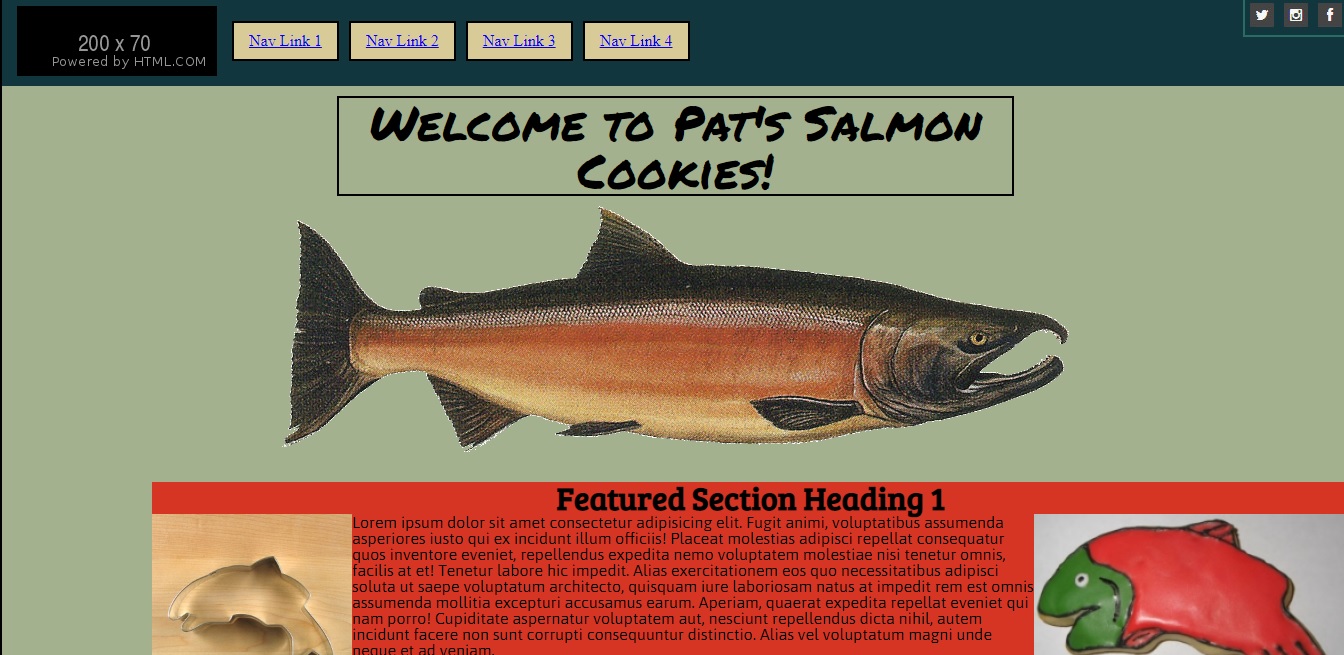 200 x 70
Powered by HTML.COM
Nav Link 1
Nav Link 2
Nav Link 3
Nav Link 4
Welcome to Pat's Salmon
Cookies!
Featured Section Heading 1
Lorem ipsum dolor sit amet consectetur adipisicing elit. Fugit animi, voluptatibus assumenda
asperiores iusto qui ex incidunt illum officiis! Placeat molestias adipisci repellat consequatur
quos inventore eveniet, repellendus expedita nemo voluptatem molestiae nisi tenetur omnis,
facilis at et! Tenetur labore hic impedit. Alias exercitationem eos quo necessitatibus adipisci
soluta ut saepe voluptatum architecto, quisquam iure laboriosam natus at impedit rem est omnis
assumenda mollitia excepturi accusamus earum. Aperiam, quaerat expedita repellat eveniet qui
nam porro! Cupiditate aspernatur voluptatem aut, nesciunt repellendus dicta nihil, autem
incidunt facere non sunt corrupti consequuntur distinctio. Alias vel voluptatum magni unde
neque et ad veniam.